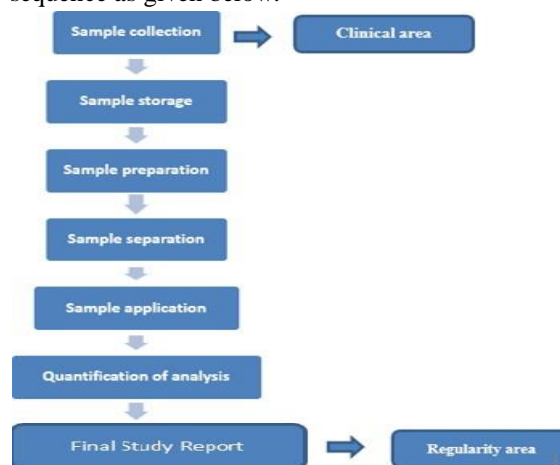 sequence as given below:
Sample collection
Clinical area
Sample storage
Sample preparation
Sample separation
Sample application
Quantification of analysis
Final Study Report
Regularity area